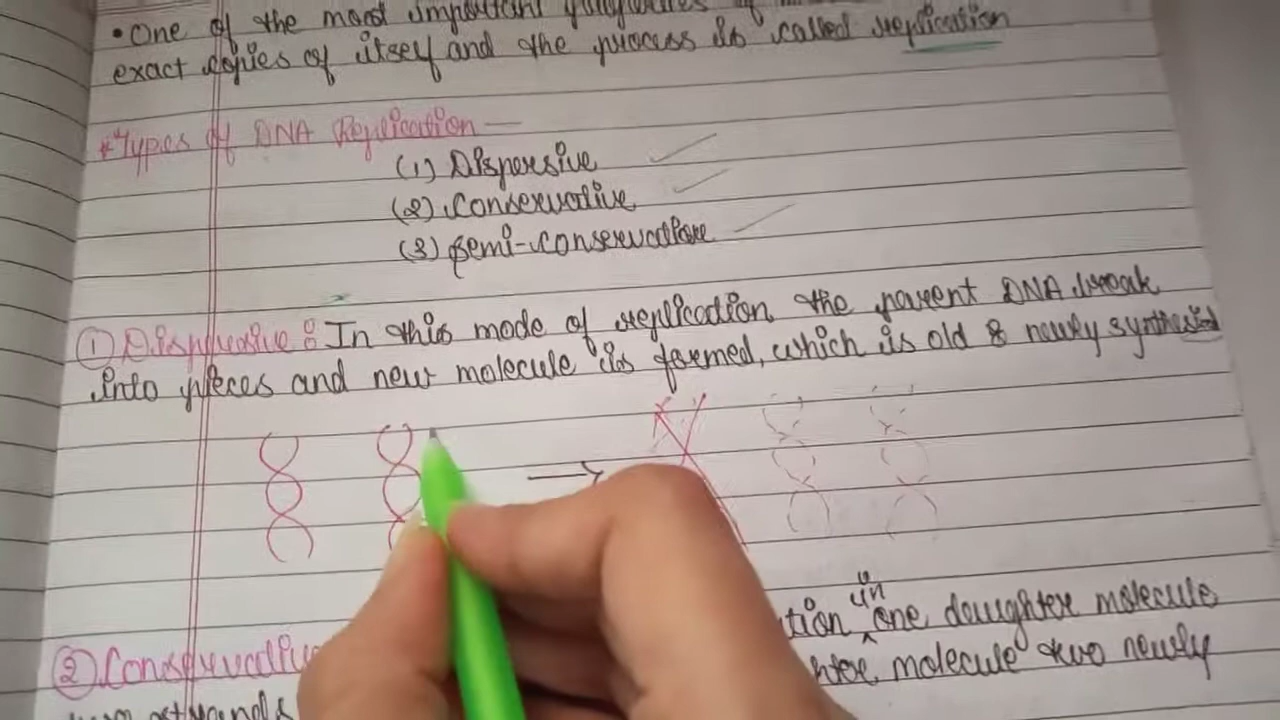 • One of the most important properties of
exact copies of itself and the process is called replication
*Types of DNA Replication —
(1) Dispersive
(2) Conservative
(3) Semi-conservative
① Dispersive : In this mode of replication the parent DNA break
into pieces and new molecule is formed, which is old & newly synthesized
in
one daughter molecule
② Conservative
molecule two newly
strands